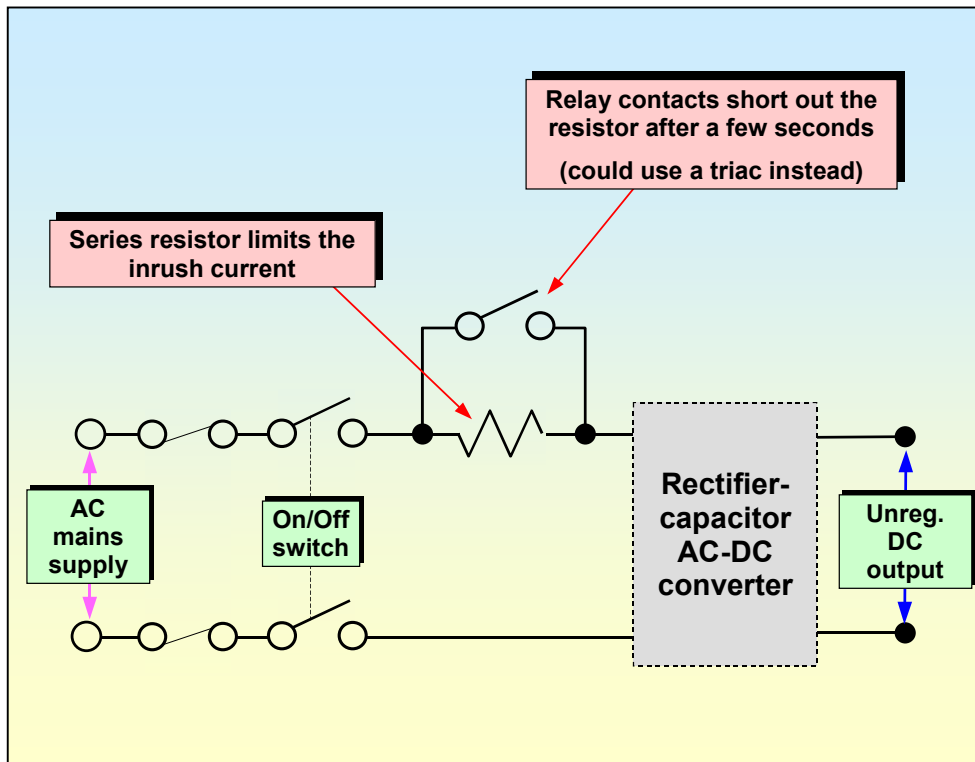 Relay contacts short out the
resistor after a few seconds
(could use a triac instead)
Series resistor limits the
inrush current
AC
mains
supply
On/Off
switch
Rectifier-
capacitor
AC-DC
converter
Unreg.
DC
output